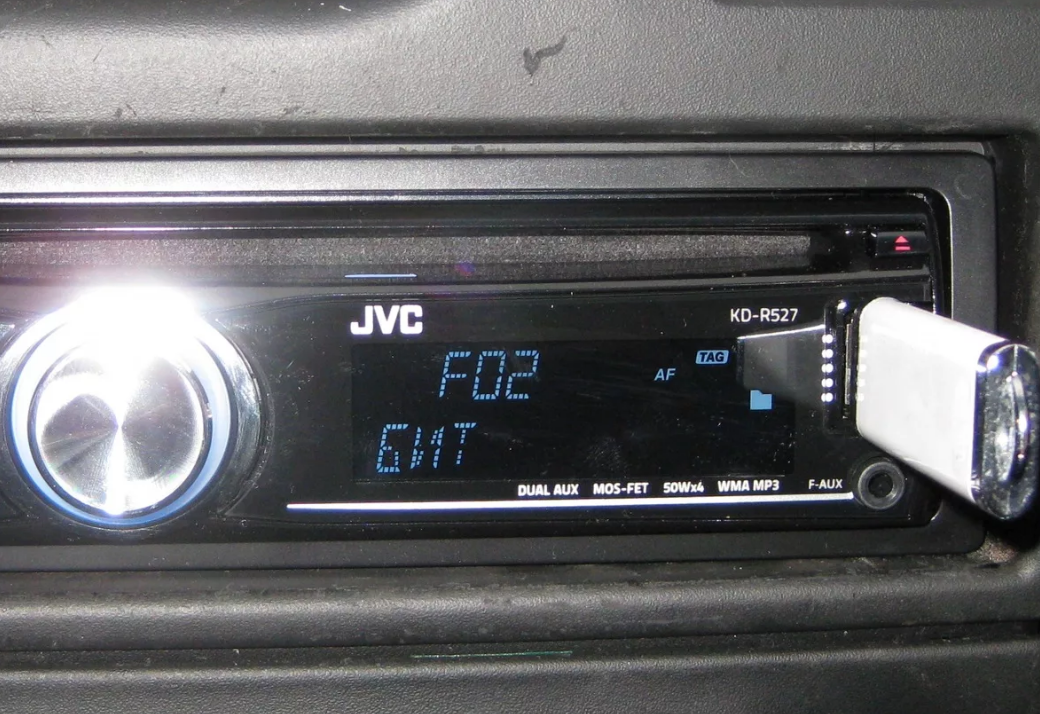 JVC
KD-R527
F02
AF
TAG
DUAL AUX MOS-FET 50Wx4 WMA MP3 F-AUX